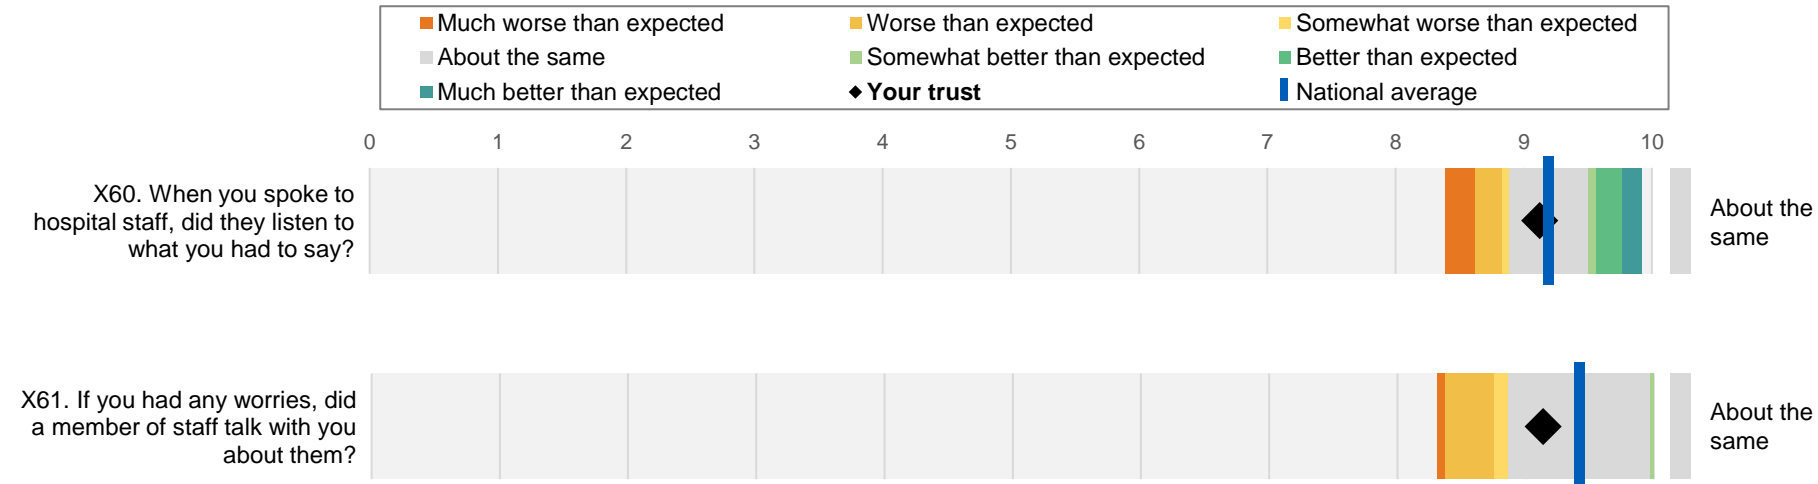 Much worse than expected
Worse than expected
Somewhat worse than expected
About the same
Somewhat better than expected
Better than expected
Much better than expected
Your trust
National average
0 1 2 3 4 5 6 7 8 9 10
X60. When you spoke to
hospital staff, did they listen to
what you had to say?
About the
same
X61. If you had any worries, did
a member of staff talk with you
about them?
About the
same